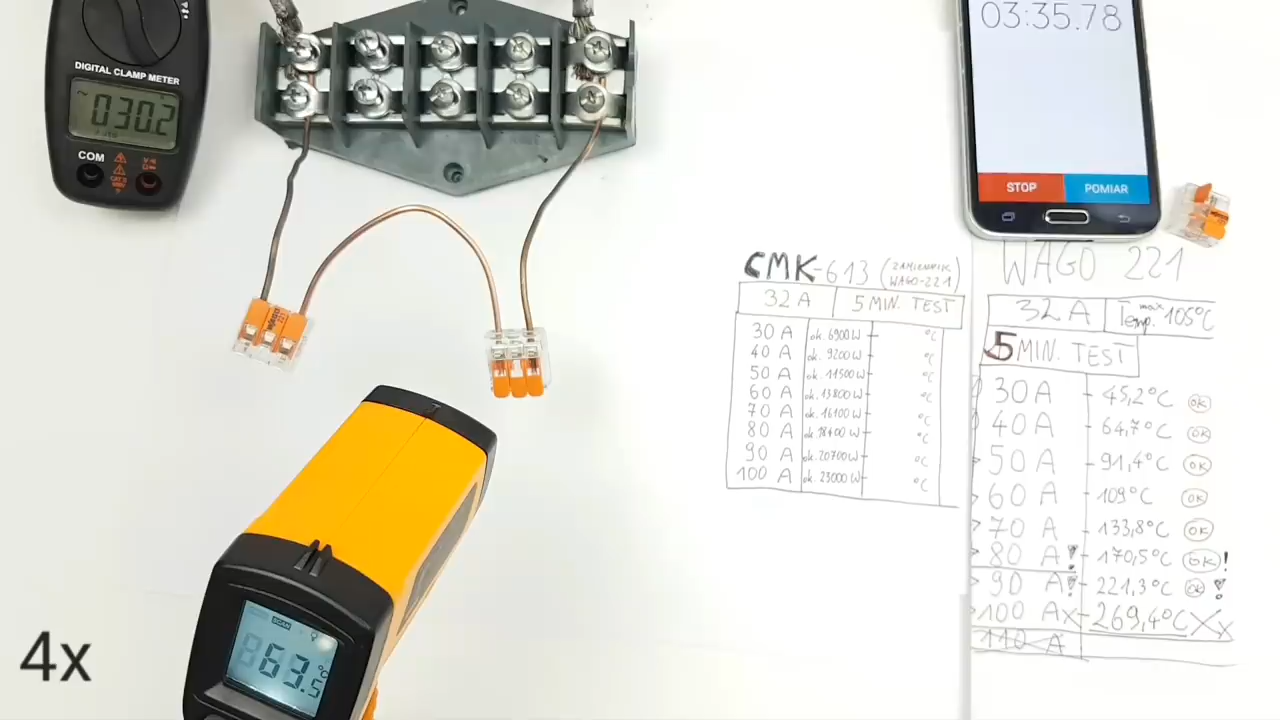 DIGITAL CLAMP METER
030.2
COM
03:35.78
STOP
POMIAR
CMK-613 (ZAMIENNIK WAGO-221)
32A 5 MIN. TEST
30 A ok. 6900 W °C
40 A ok. 9200 W °C
50 A ok. 11500 W °C
60 A ok. 13800 W °C
70 A ok. 16100 W °C
80 A ok. 18400 W °C
90 A ok. 20700 W °C
100 A ok. 23000 W °C
WAGO 221
32A max Temp. 105°C
5 MIN. TEST
30 A 45,2°C OK
40 A 64,7°C OK
50 A 91,4°C OK
60 A 109°C OK
70 A 133,8°C OK
80 A! 170,5°C OK!
90 A! 221,3°C OK !
100 A X 269,4°C X X
110 A
63.5°C
4x